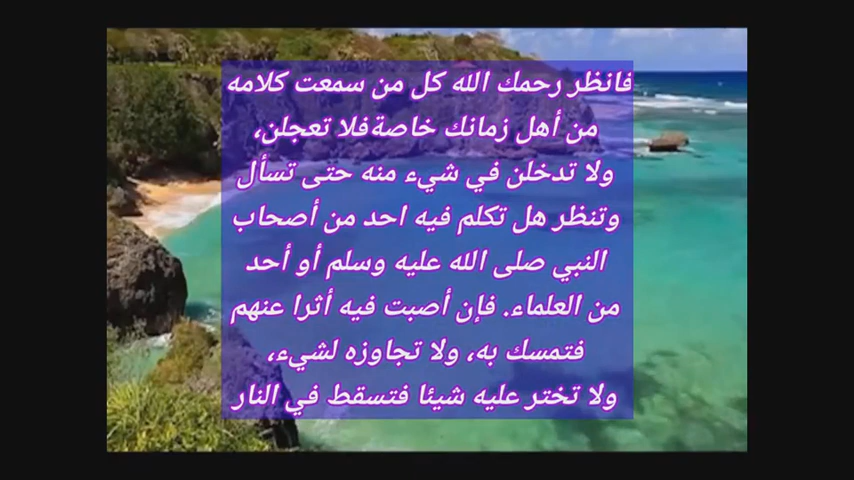 فانظر رحمك الله كل من سمعت كلامه
من أهل زمانك خاصة فلا تعجلن،
ولا تدخلن في شيء منه حتى تسأل
وتنظر هل تكلم فيه احد من أصحاب
النبي صلى الله عليه وسلم أو أحد
من العلماء. فإن أصبت فيه أثرا عنهم
فتمسك به، ولا تجاوزه لشيء،
ولا تختر عليه شيئا فتسقط في النار